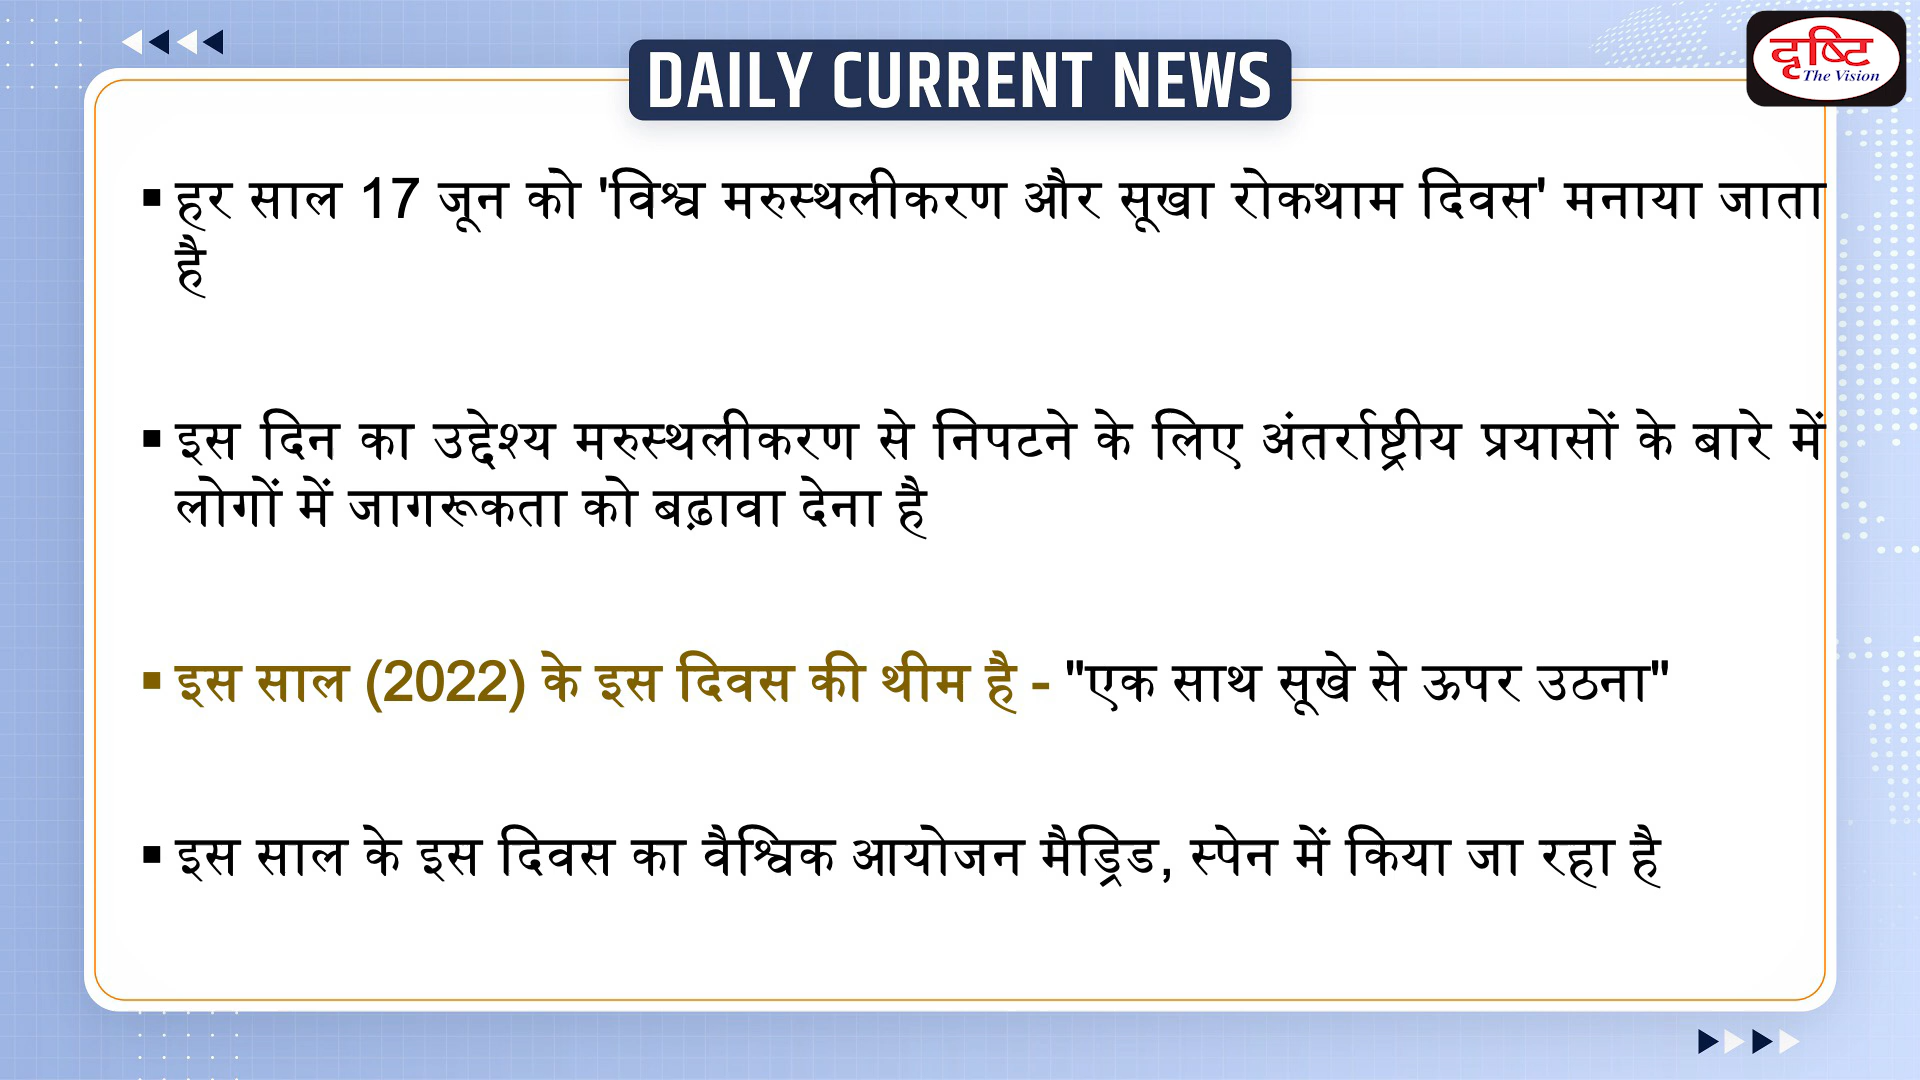 DAILY CURRENT NEWS
दृष्टि
The Vision
▪ हर साल 17 जून को 'विश्व मरुस्थलीकरण और सूखा रोकथाम दिवस' मनाया जाता
है
▪ इस दिन का उद्देश्य मरुस्थलीकरण से निपटने के लिए अंतर्राष्ट्रीय प्रयासों के बारे में
लोगों में जागरूकता को बढ़ावा देना है
▪ इस साल (2022) के इस दिवस की थीम है - "एक साथ सूखे से ऊपर उठना"
▪ इस साल के इस दिवस का वैश्विक आयोजन मैड्रिड, स्पेन में किया जा रहा है